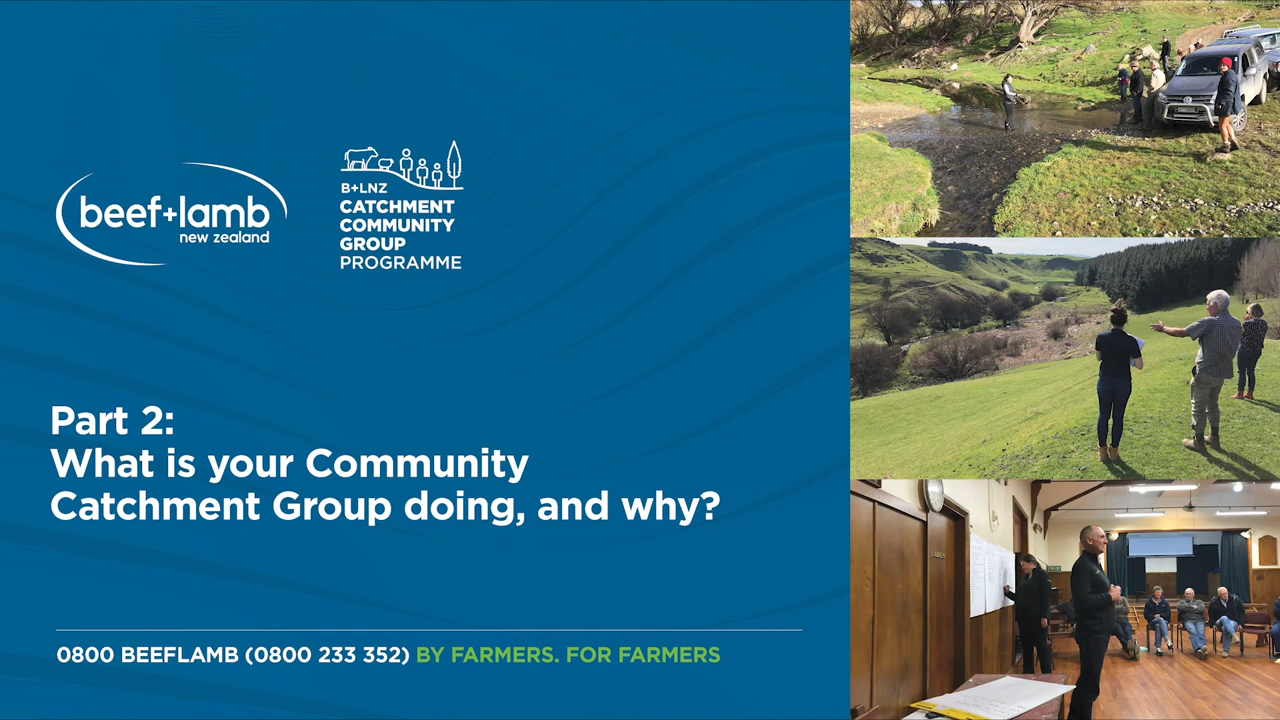 beef+lamb
new zealand
B+LNZ
CATCHMENT
COMMUNITY
GROUP
PROGRAMME
Part 2:
What is your Community
Catchment Group doing, and why?
0800 BEEFLAMB (0800 233 352) BY FARMERS. FOR FARMERS
LADIES